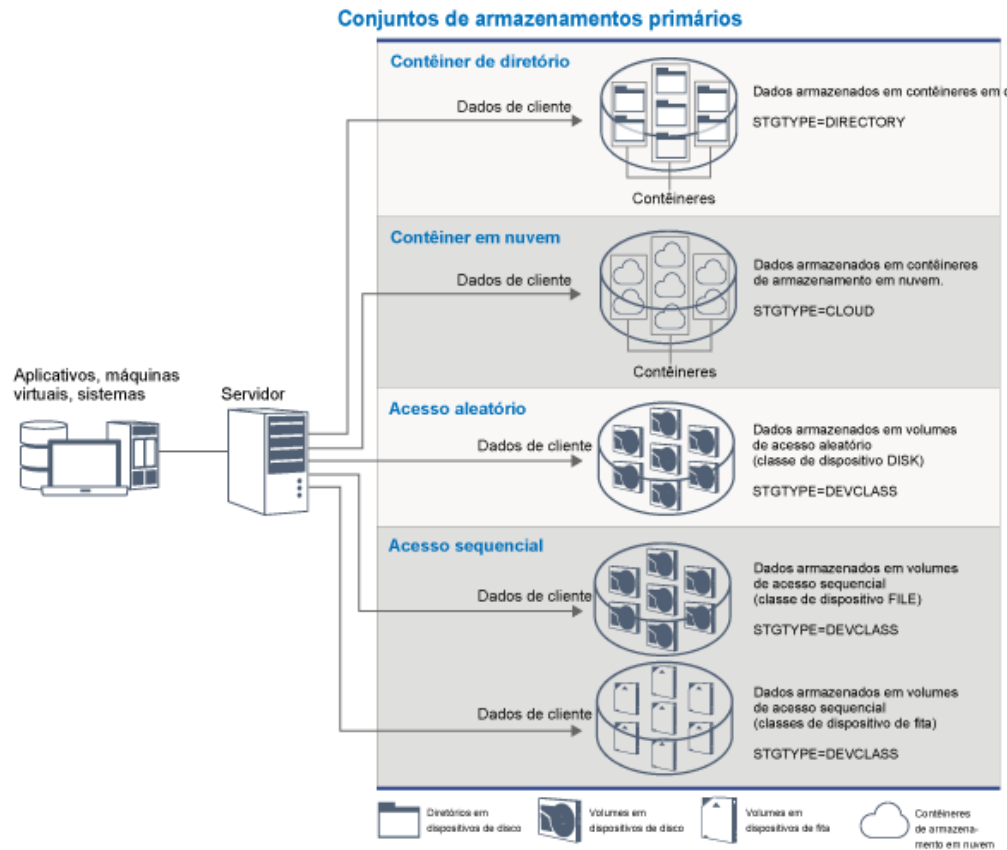 Conjuntos de armazenamentos primários
Contêiner de diretório
Dados de cliente
Dados armazenados em contêineres em
STGTYPE=DIRECTORY
Contêineres
Contêiner em nuvem
Dados de cliente
Dados armazenados em contêineres
de armazenamento em nuvem.
STGTYPE=CLOUD
Contêineres
Aplicativos, máquinas
virtuais, sistemas
Servidor
Acesso aleatório
Dados de cliente
Dados armazenados em volumes
de acesso aleatório
(classe de dispositivo DISK)
STGTYPE=DEVCLASS
Acesso sequencial
Dados de cliente
Dados armazenados em volumes
de acesso sequencial
(classe de dispositivo FILE)
STGTYPE=DEVCLASS
Dados de cliente
Dados armazenados em volumes
de acesso sequencial
(classes de dispositivo de fita)
STGTYPE=DEVCLASS
Diretórios em
dispositivos de disco
Volumes em
dispositivos de disco
Volumes em
dispositivos de fita
Contêineres
de armazena-
mento em nuvem